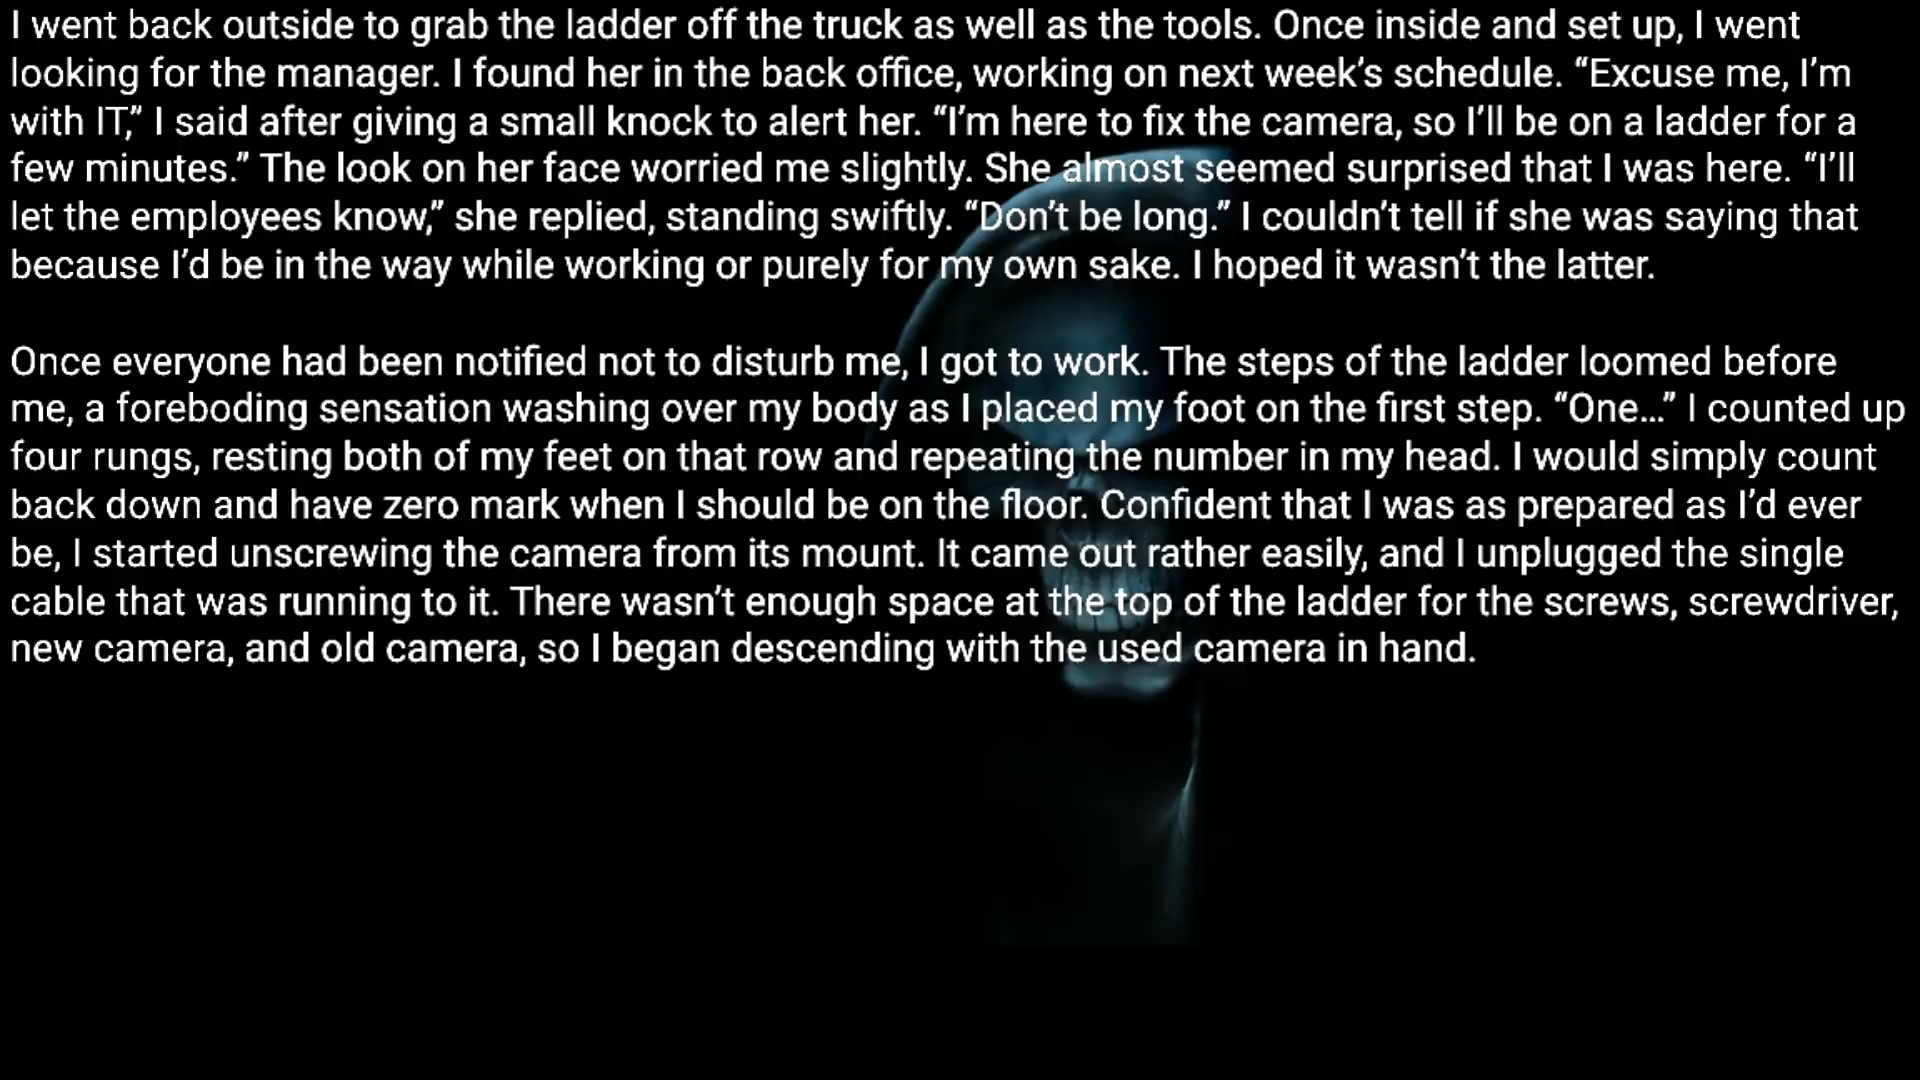 I went back outside to grab the ladder off the truck as well as the tools. Once inside and set up, I went
looking for the manager. I found her in the back office, working on next week’s schedule. “Excuse me, I’m
with IT,” I said after giving a small knock to alert her. “I’m here to fix the camera, so I’ll be on a ladder for a
few minutes.” The look on her face worried me slightly. She almost seemed surprised that I was here. “I’ll
let the employees know,” she replied, standing swiftly. “Don’t be long.” I couldn’t tell if she was saying that
because I’d be in the way while working or purely for my own sake. I hoped it wasn’t the latter.
Once everyone had been notified not to disturb me, I got to work. The steps of the ladder loomed before
me, a foreboding sensation washing over my body as I placed my foot on the first step. “One…” I counted up
four rungs, resting both of my feet on that row and repeating the number in my head. I would simply count
back down and have zero mark when I should be on the floor. Confident that I was as prepared as I’d ever
be, I started unscrewing the camera from its mount. It came out rather easily, and I unplugged the single
cable that was running to it. There wasn’t enough space at the top of the ladder for the screws, screwdriver,
new camera, and old camera, so I began descending with the used camera in hand.